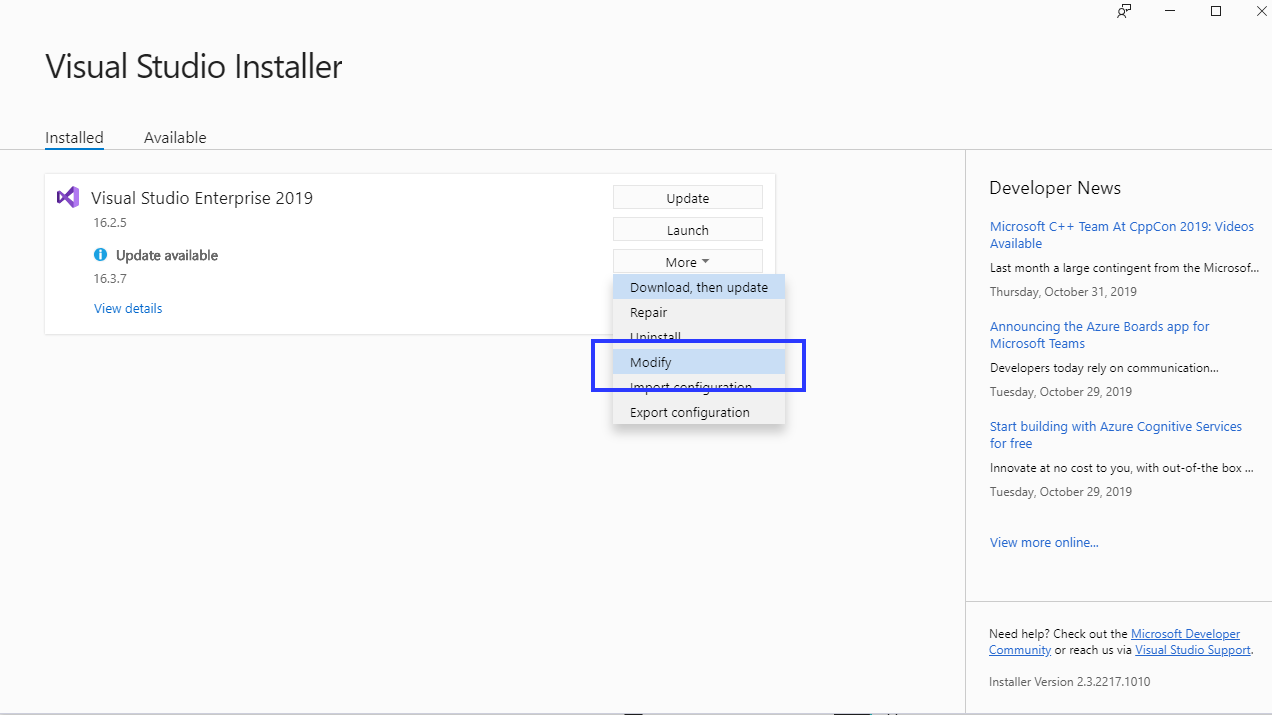 Visual Studio Installer
Installed
Available
Visual Studio Enterprise 2019
16.2.5
Update available
16.3.7
View details
Update
Launch
More
Download, then update
Repair
Uninstall
Modify
Import configuration
Export configuration
Developer News
Microsoft C++ Team At CppCon 2019: Videos
Available
Last month a large contingent from the Microsof...
Thursday, October 31, 2019
Announcing the Azure Boards app for
Microsoft Teams
Developers today rely on communication...
Tuesday, October 29, 2019
Start building with Azure Cognitive Services
for free
Innovate at no cost to you, with out-of-the box ...
Tuesday, October 29, 2019
View more online...
Need help? Check out the Microsoft Developer
Community or reach us via Visual Studio Support.
Installer Version 2.3.2217.1010